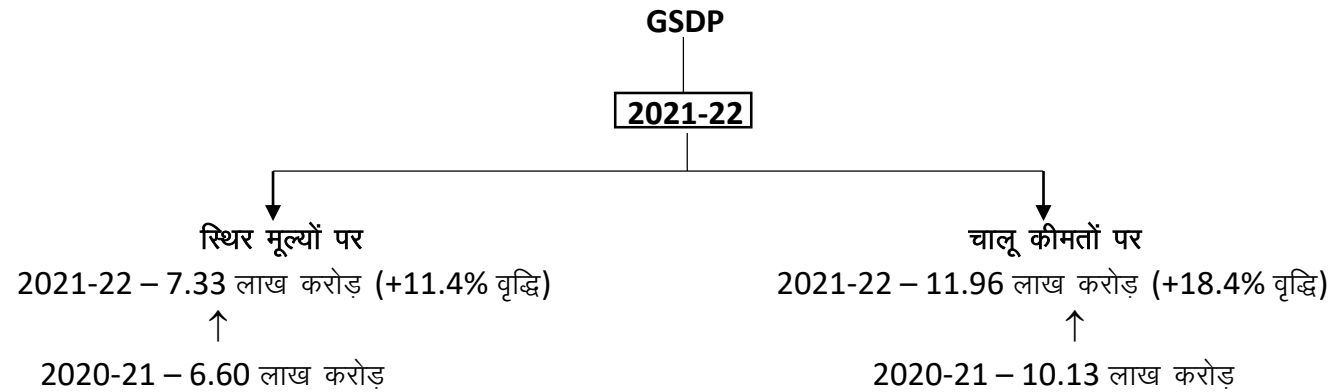 GSDP
2021-22
स्थिर मूल्यों पर
2021-22 – 7.33 लाख करोड़ (+11.4% वृद्धि)
↑
2020-21 – 6.60 लाख करोड़
चालू कीमतों पर
2021-22 – 11.96 लाख करोड़ (+18.4% वृद्धि)
↑
2020-21 – 10.13 लाख करोड़